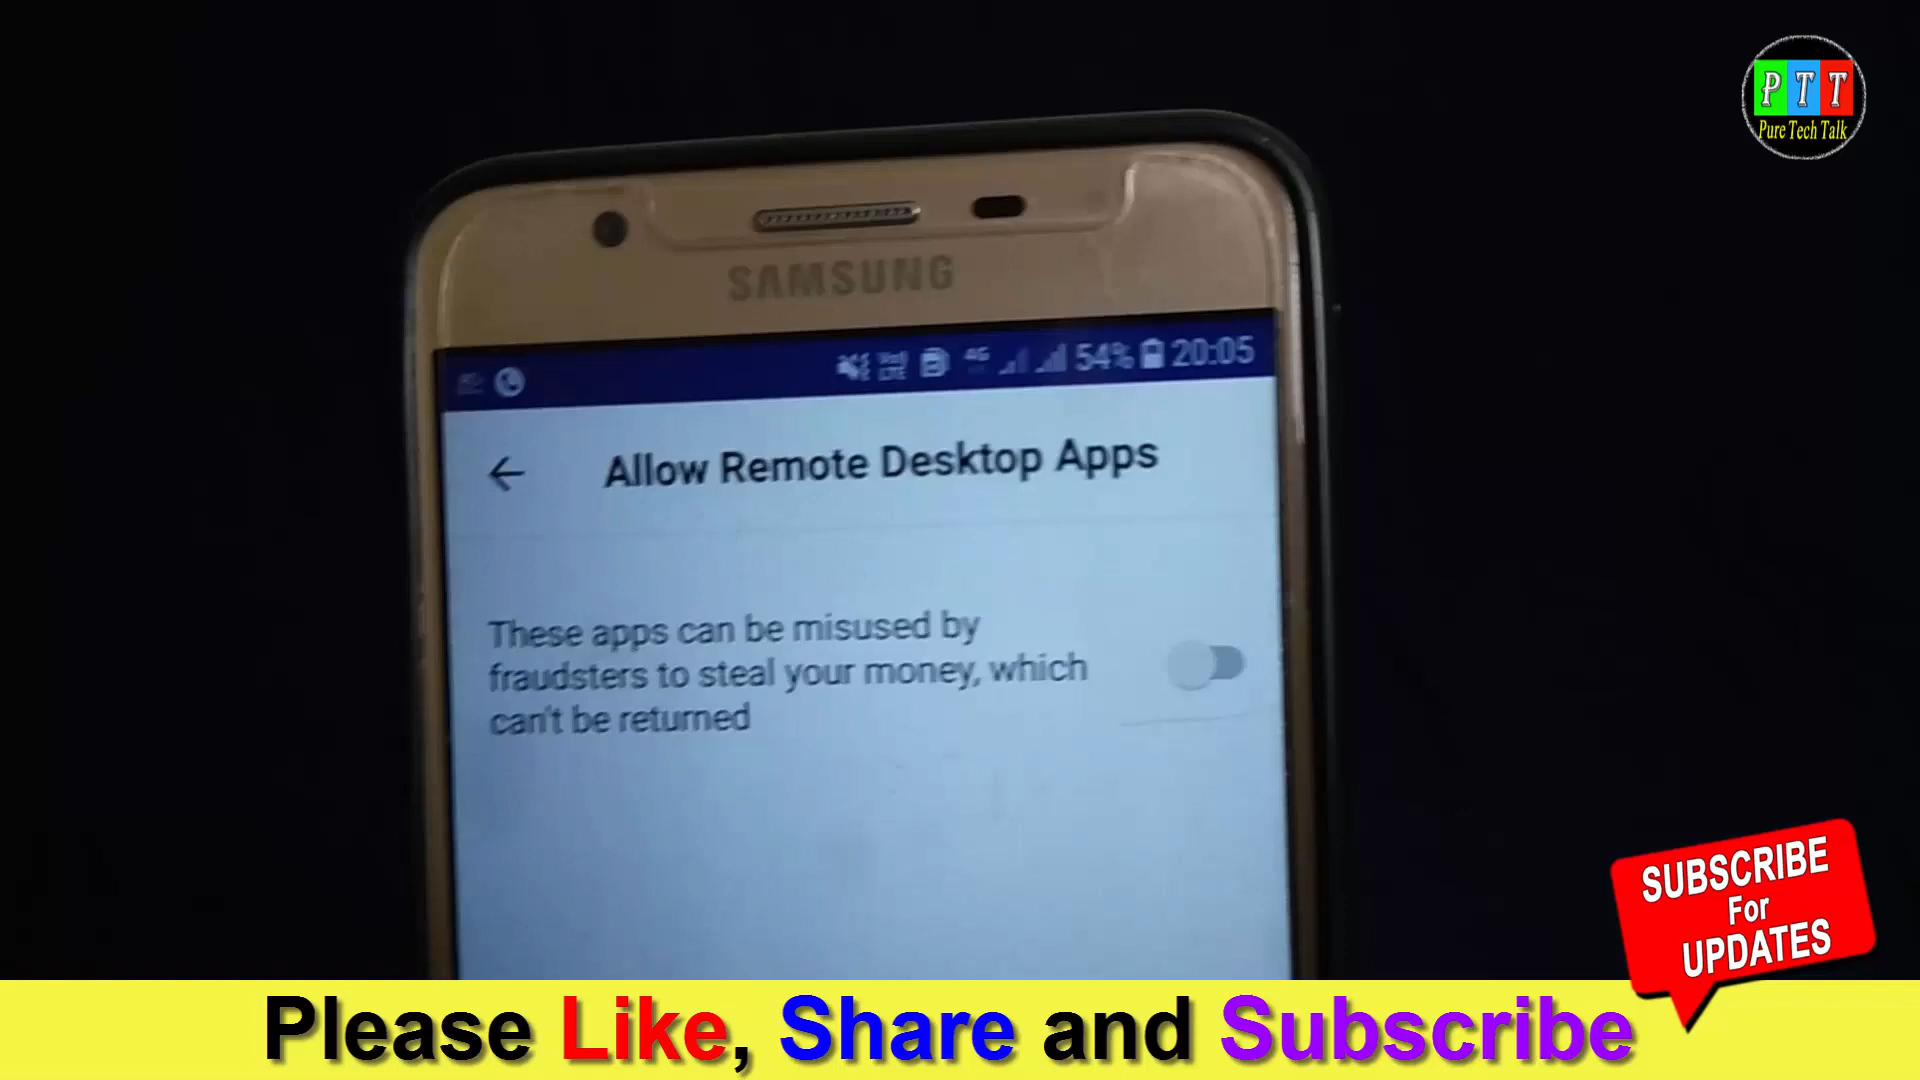 PTT
Pure Tech Talk
SAMSUNG
4G 54% 20:05
Allow Remote Desktop Apps
These apps can be misused by
fraudsters to steal your money, which
can't be returned
SUBSCRIBE
For
UPDATES
Please Like, Share and Subscribe